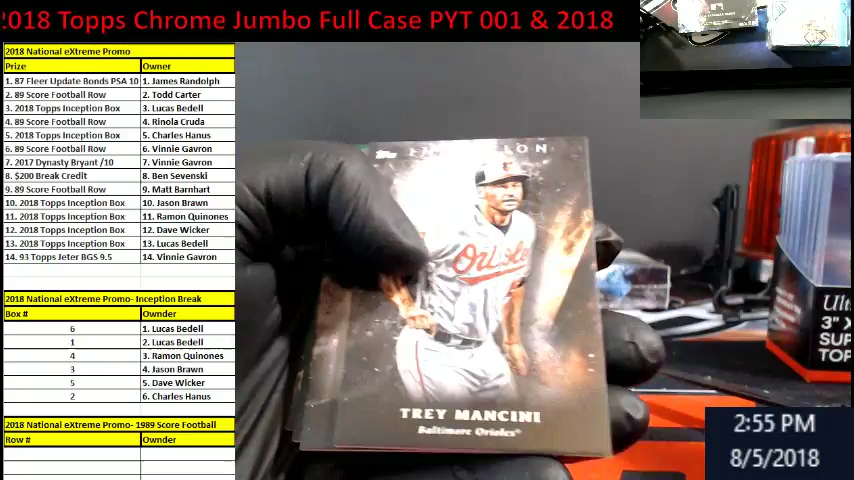 2018 Topps Chrome Jumbo Full Case PYT 001 & 2018
2018 National eXtreme Promo
Prize Owner
1. 87 Fleer Update Bonds PSA 10 1. James Randolph
2. 89 Score Football Row 2. Todd Carter
3. 2018 Topps Inception Box 3. Lucas Bedell
4. 89 Score Football Row 4. Rinola Cruda
5. 2018 Topps Inception Box 5. Charles Hanus
6. 89 Score Football Row 6. Vinnie Gavron
7. 2017 Dynasty Bryant /10 7. Vinnie Gavron
8. $200 Break Credit 8. Ben Sevenski
9. 89 Score Football Row 9. Matt Barnhart
10. 2018 Topps Inception Box 10. Jason Brawn
11. 2018 Topps Inception Box 11. Ramon Quinones
12. 2018 Topps Inception Box 12. Dave Wicker
13. 2018 Topps Inception Box 13. Lucas Bedell
14. 93 Topps Jeter BGS 9.5 14. Vinnie Gavron
2018 National eXtreme Promo- Inception Break
Box # Ownder
6 1. Lucas Bedell
1 2. Lucas Bedell
4 3. Ramon Quinones
3 4. Jason Brawn
5 5. Dave Wicker
2 6. Charles Hanus
2018 National eXtreme Promo- 1989 Score Football
Row # Ownder
Orioles
TREY MANCINI
Baltimore Orioles
Ult
3" X
SUP
TOP
2:55 PM
8/5/2018